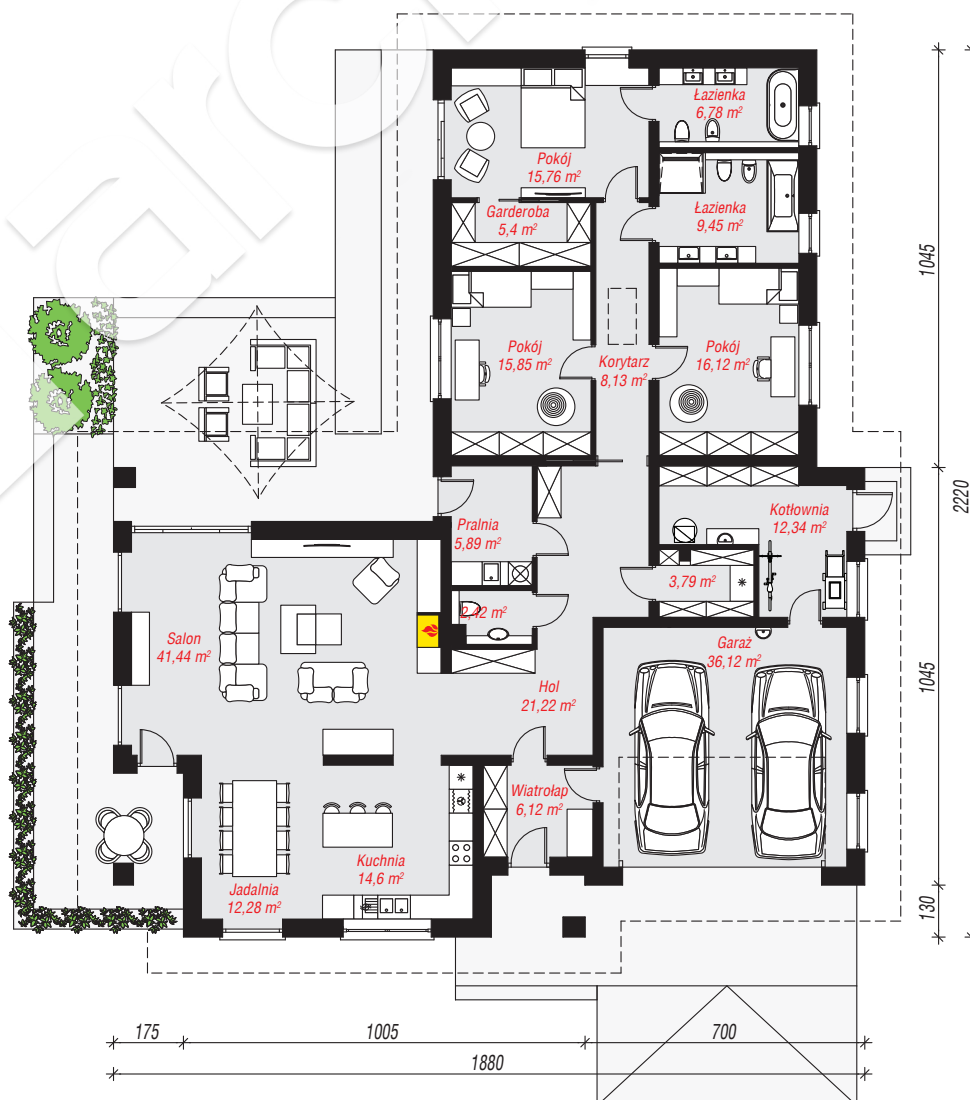 Łazienka
6,78 m²
Pokój
15,76 m²
Garderoba
5,4 m²
Łazienka
9,45 m²
Pokój
15,85 m²
Korytarz
8,13 m²
Pokój
16,12 m²
Pralnia
5,89 m²
Kotłownia
12,34 m²
3,79 m²
2,42 m²
Salon
41,44 m²
Garaż
36,12 m²
Hol
21,22 m²
Wiatrołap
6,12 m²
Kuchnia
14,6 m²
Jadalnia
12,28 m²
1045
2220
1045
130
175
1005
700
1880